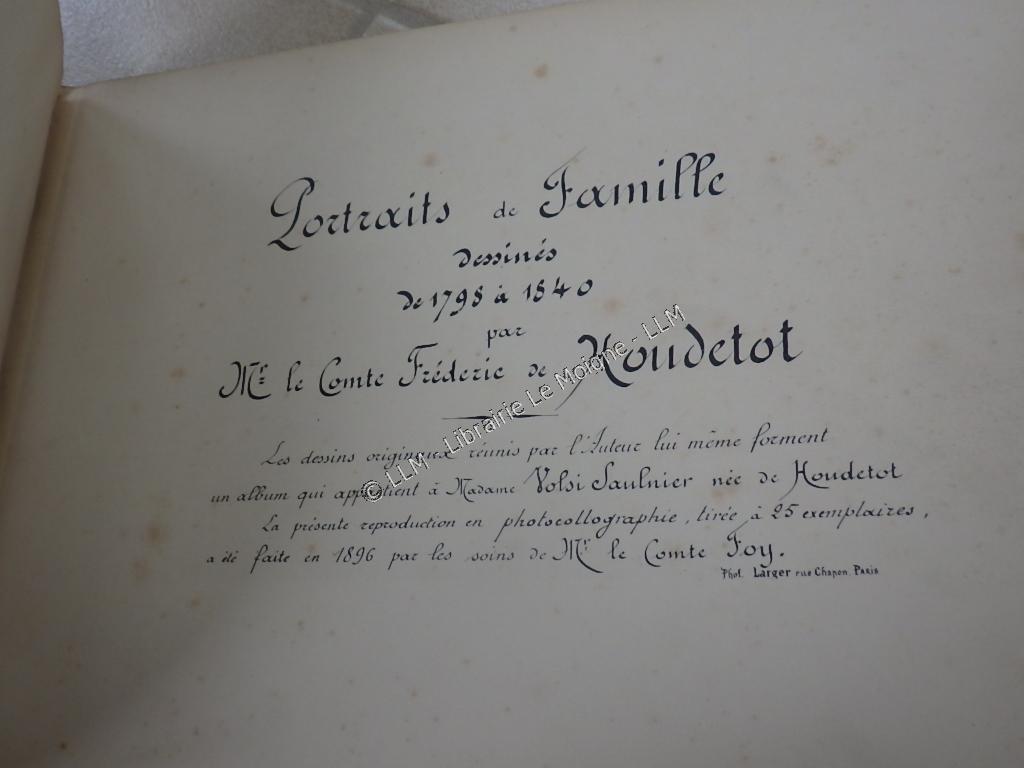 Portraits de Famille
dessinés
de 1798 à 1840
par
Mr. le Comte Fréderic de Houdetot
© LLM - Librairie Le Moigne - LLM
Les dessins originaux réunis par l'Auteur lui même forment
un album qui appartient à Madame Volsi Saulnier née de Houdetot
La présente reproduction en photocollographie, tirée à 25 exemplaires,
a été faite en 1896 par les soins de Mr. le Comte Foy.
Phot. Larger rue Chapon. Paris